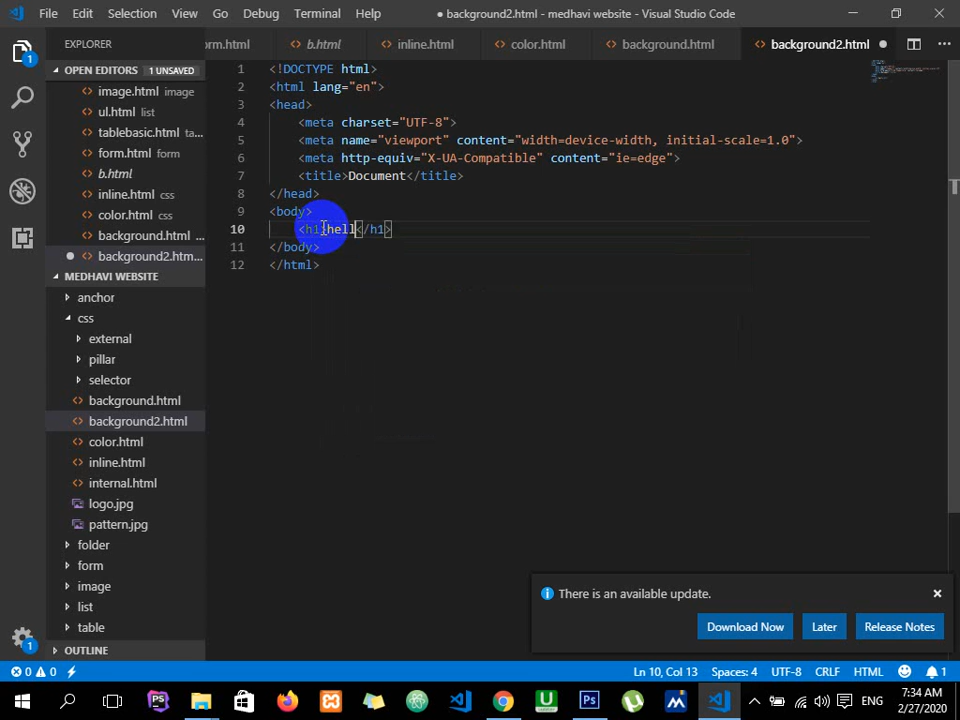 File Edit Selection View Go Debug Terminal Help
● background2.html - medhavi website - Visual Studio Code
EXPLORER
orm.html b.html inline.html color.html background.html background2.html ●
OPEN EDITORS 1 UNSAVED
image.html image
ul.html list
tablebasic.html ta...
form.html form
b.html
inline.html css
color.html css
background.html ...
background2.htm...
MEDHAVI WEBSITE
anchor
css
external
pillar
selector
background.html
background2.html
color.html
inline.html
internal.html
logo.jpg
pattern.jpg
folder
form
image
list
table
OUTLINE
1 <!DOCTYPE html>
2 <html lang="en">
3 <head>
4 <meta charset="UTF-8">
5 <meta name="viewport" content="width=device-width, initial-scale=1.0">
6 <meta http-equiv="X-UA-Compatible" content="ie=edge">
7 <title>Document</title>
8 </head>
9 <body>
10 <h1>hell</h1>
11 </body>
12 </html>
There is an available update.
Download Now Later Release Notes
0 0 Ln 10, Col 13 Spaces: 4 UTF-8 CRLF HTML 1
ENG
7:34 AM
2/27/2020